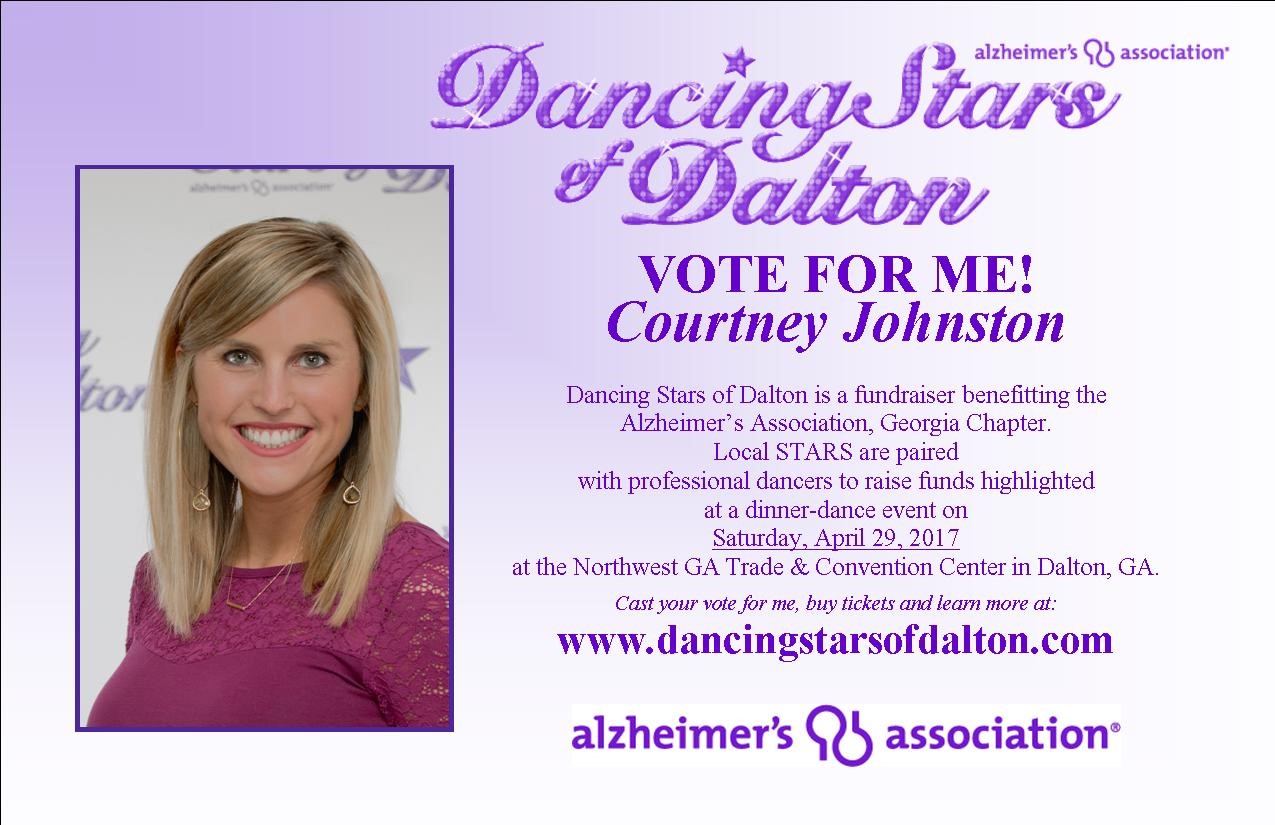 alzheimer's association®
Dancing Stars
of Dalton
alzheimer's association®
VOTE FOR ME!
Courtney Johnston
Dancing Stars of Dalton is a fundraiser benefitting the
Alzheimer’s Association, Georgia Chapter.
Local STARS are paired
with professional dancers to raise funds highlighted
at a dinner-dance event on
Saturday, April 29, 2017
at the Northwest GA Trade & Convention Center in Dalton, GA.
Cast your vote for me, buy tickets and learn more at:
www.dancingstarsofdalton.com
alzheimer's association®